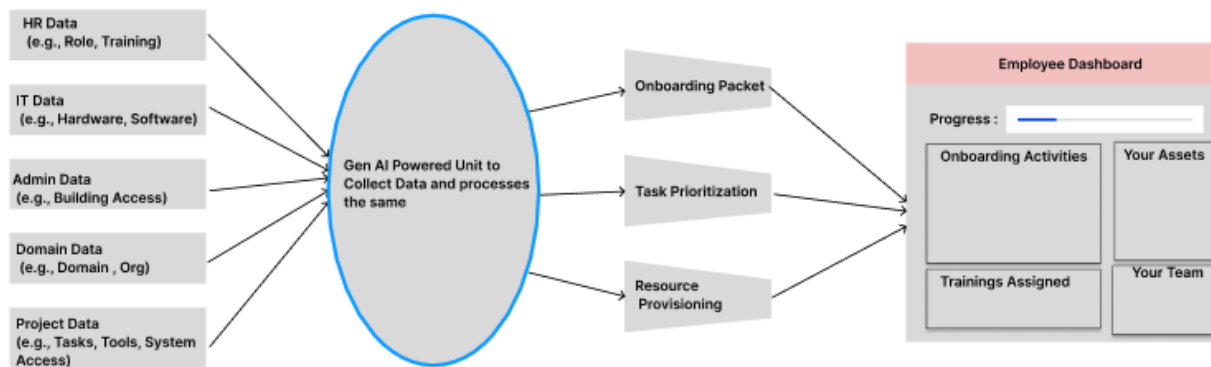 HR Data
(e.g., Role, Training)
IT Data
(e.g., Hardware, Software)
Admin Data
(e.g., Building Access)
Domain Data
(e.g., Domain , Org)
Project Data
(e.g., Tasks, Tools, System
Access)
Gen AI Powered Unit to
Collect Data and processes
the same
Onboarding Packet
Task Prioritization
Resource
Provisioning
Employee Dashboard
Progress :
Onboarding Activities
Your Assets
Trainings Assigned
Your Team